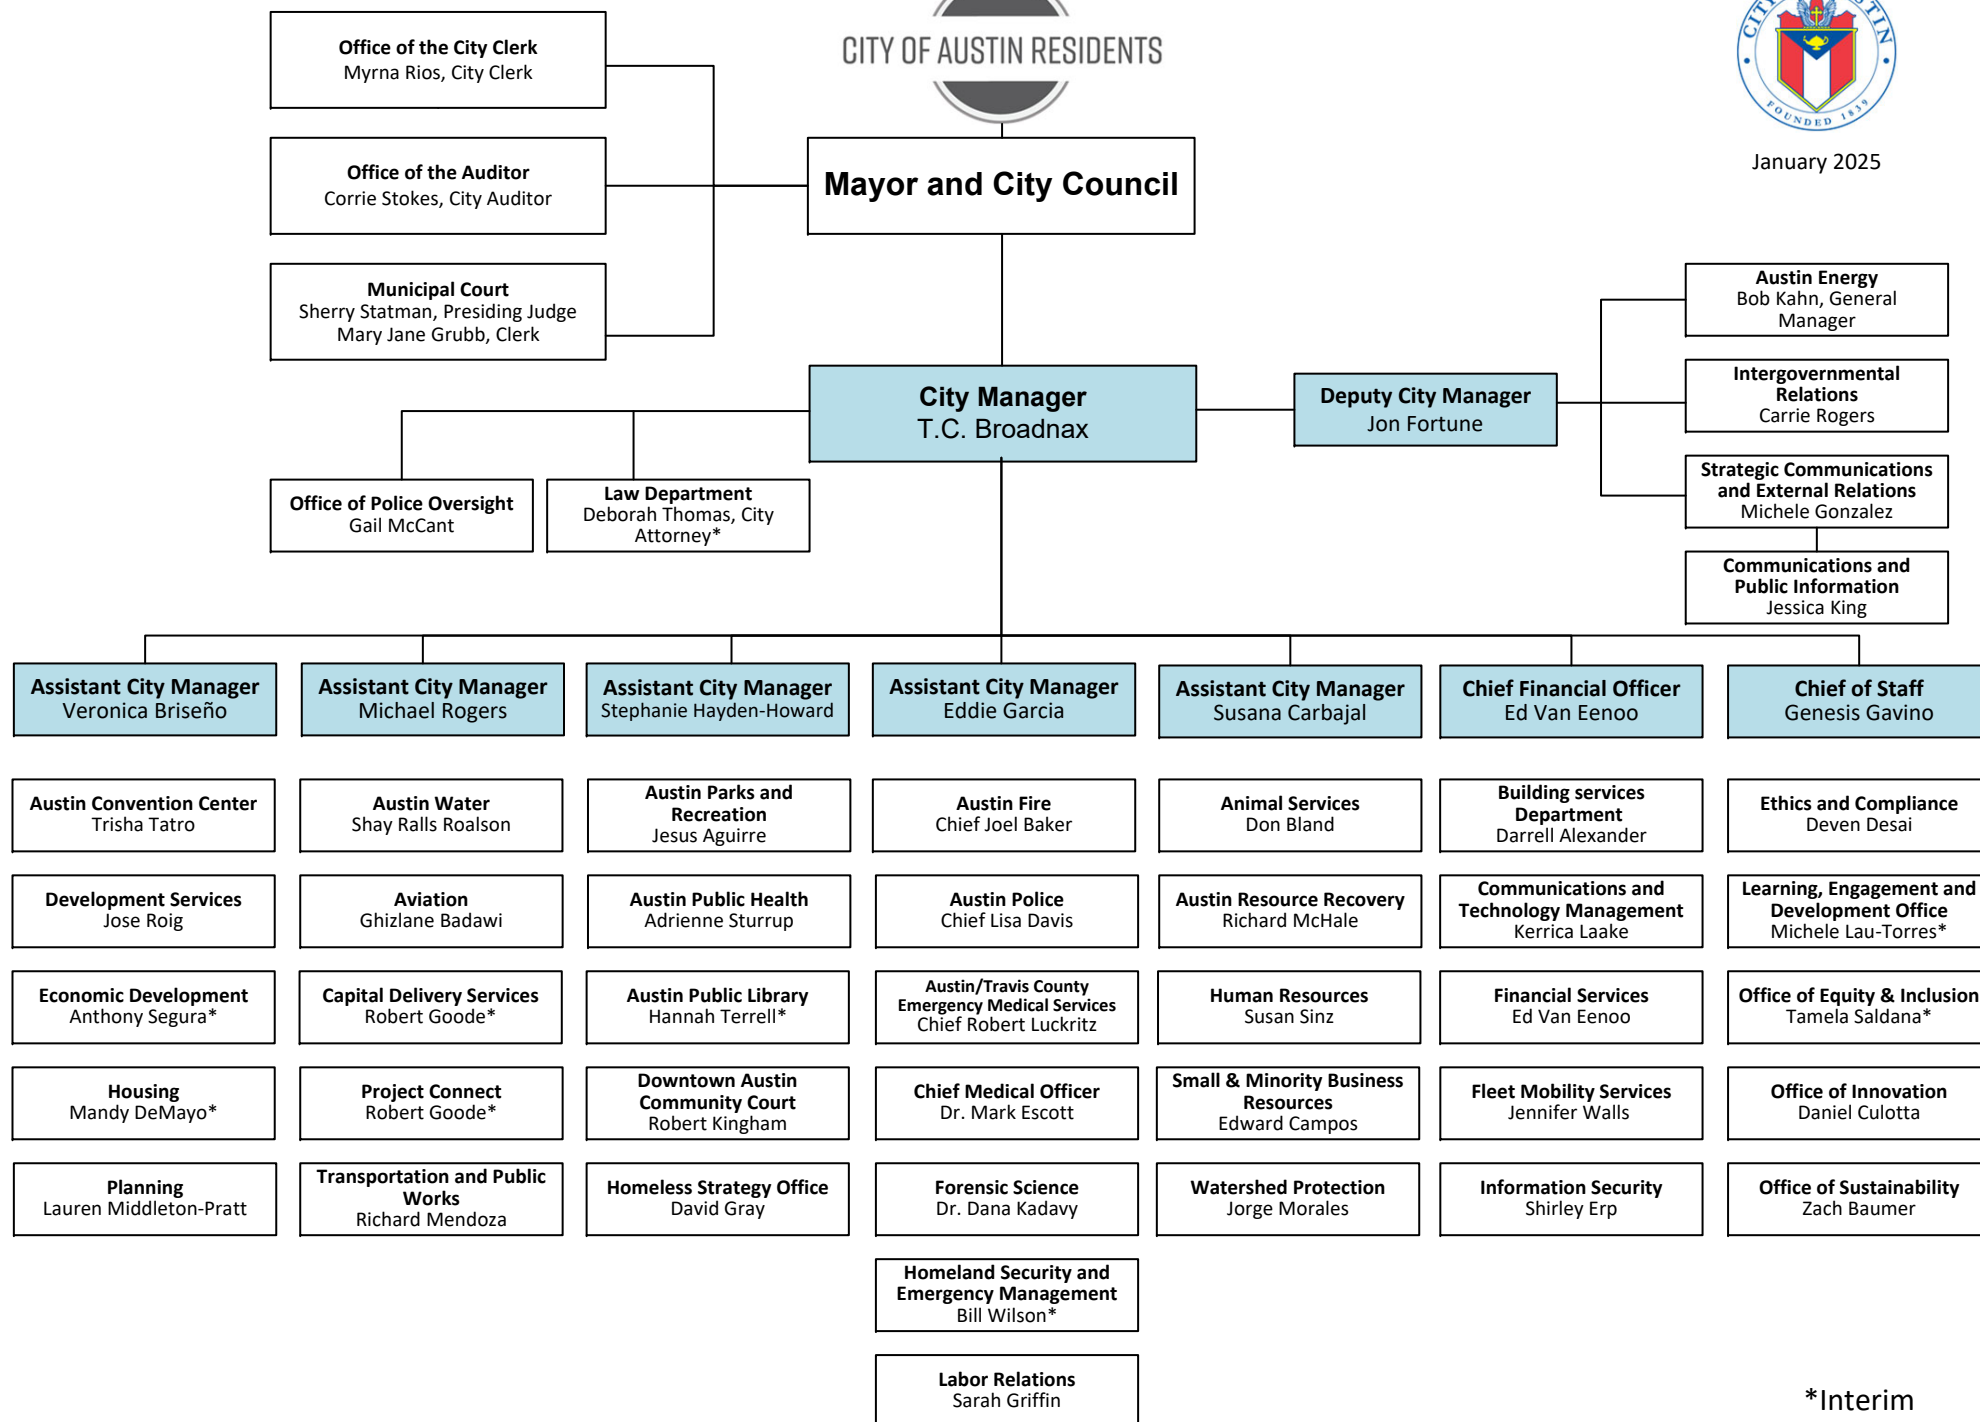 CITY OF AUSTIN RESIDENTS
FOUNDED 1839
January 2025
Office of the City Clerk
Myrna Rios, City Clerk
Office of the Auditor
Corrie Stokes, City Auditor
Municipal Court
Sherry Statman, Presiding Judge
Mary Jane Grubb, Clerk
Mayor and City Council
City Manager
T.C. Broadnax
Deputy City Manager
Jon Fortune
Austin Energy
Bob Kahn, General
Manager
Intergovernmental
Relations
Carrie Rogers
Strategic Communications
and External Relations
Michele Gonzalez
Communications and
Public Information
Jessica King
Office of Police Oversight
Gail McCant
Law Department
Deborah Thomas, City
Attorney*
Assistant City Manager
Veronica Briseño
Austin Convention Center
Trisha Tatro
Development Services
Jose Roig
Economic Development
Anthony Segura*
Housing
Mandy DeMayo*
Planning
Lauren Middleton-Pratt
Assistant City Manager
Michael Rogers
Austin Water
Shay Ralls Roalson
Aviation
Ghizlane Badawi
Capital Delivery Services
Robert Goode*
Project Connect
Robert Goode*
Transportation and Public
Works
Richard Mendoza
Assistant City Manager
Stephanie Hayden-Howard
Austin Parks and
Recreation
Jesus Aguirre
Austin Public Health
Adrienne Sturrup
Austin Public Library
Hannah Terrell*
Downtown Austin
Community Court
Robert Kingham
Homeless Strategy Office
David Gray
Assistant City Manager
Eddie Garcia
Austin Fire
Chief Joel Baker
Austin Police
Chief Lisa Davis
Austin/Travis County
Emergency Medical Services
Chief Robert Luckritz
Chief Medical Officer
Dr. Mark Escott
Forensic Science
Dr. Dana Kadavy
Homeland Security and
Emergency Management
Bill Wilson*
Labor Relations
Sarah Griffin
Assistant City Manager
Susana Carbajal
Animal Services
Don Bland
Austin Resource Recovery
Richard McHale
Human Resources
Susan Sinz
Small & Minority Business
Resources
Edward Campos
Watershed Protection
Jorge Morales
Chief Financial Officer
Ed Van Eenoo
Building services
Department
Darrell Alexander
Communications and
Technology Management
Kerrica Laake
Financial Services
Ed Van Eenoo
Fleet Mobility Services
Jennifer Walls
Information Security
Shirley Erp
Chief of Staff
Genesis Gavino
Ethics and Compliance
Deven Desai
Learning, Engagement and
Development Office
Michele Lau-Torres*
Office of Equity & Inclusion
Tamela Saldana*
Office of Innovation
Daniel Culotta
Office of Sustainability
Zach Baumer
*Interim